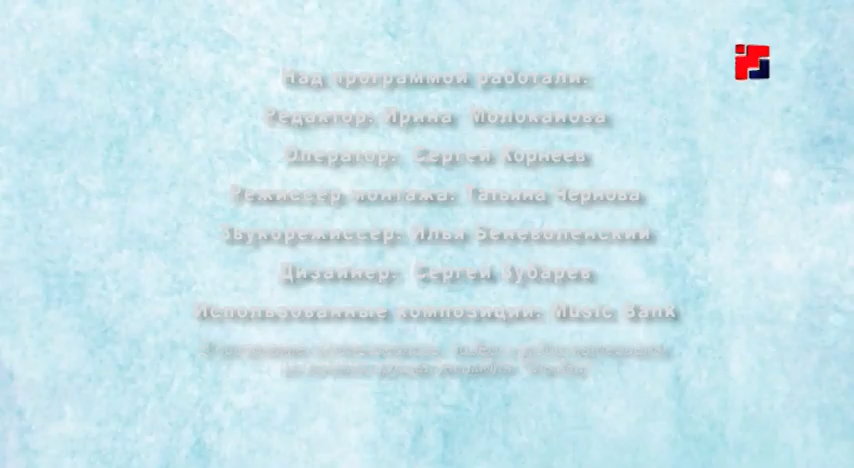 Над программой работали:
Редактор: Ирина Молоканова
Оператор: Сергей Корнеев
Режиссер монтажа: Татьина Чернова
Звукорежиссер: Илья Беневоленский
Дизайнер: Сергей Зубарев
Использованные композиции: Music Bank